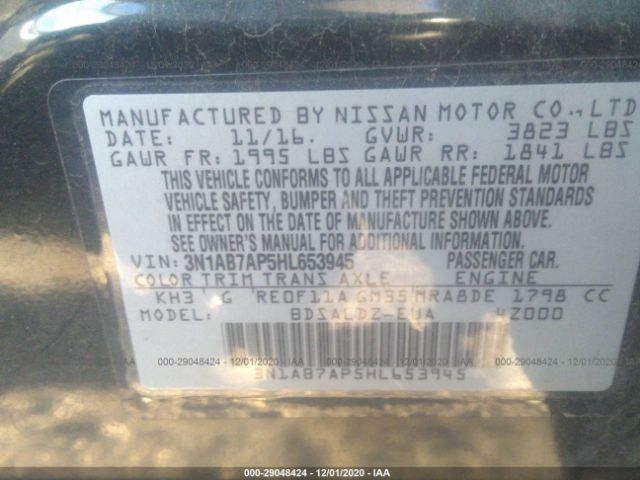 MANUFACTURED BY NISSAN MOTOR CO., LTD
DATE: 11/16. GVWR: 3823 LBS
GAWR FR: 1995 LBS GAWR RR: 1841 LBS
THIS VEHICLE CONFORMS TO ALL APPLICABLE FEDERAL MOTOR
VEHICLE SAFETY, BUMPER AND THEFT PREVENTION STANDARDS
IN EFFECT ON THE DATE OF MANUFACTURE SHOWN ABOVE.
SEE OWNER'S MANUAL FOR ADDITIONAL INFORMATION
VIN: 3N1AB7AP5HL653945 PASSENGER CAR.
COLOR TRIM TRANS AXLE ENGINE
KH3 G RE0F11A GM35 MRA8DE 1798 CC
MODEL: BDSALDZ-EUA 4Z000
000-29048424 - 12/01/2020 - IAA 000-29048424 - 12/01/2020 - IAA 000-29048424 - 12/01/2020 - IAA
3N1AB7AP5HL653945
000-29048424 - 12/01/2020 - IAA